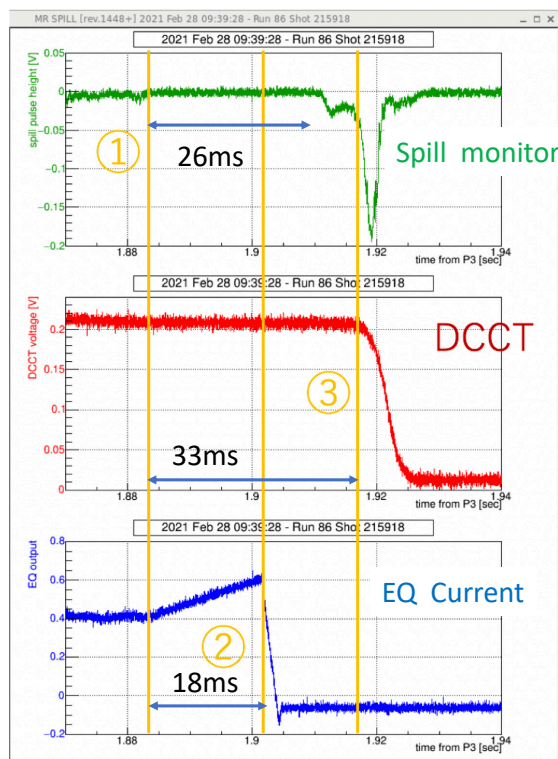 MR SPILL [rev.1448+] 2021 Feb 28 09:39:28 - Run 86 Shot 215918
2021 Feb 28 09:39:28 - Run 86 Shot 215918
spill pulse height [V]
0.05
0
−0.05
−0.1
−0.15
−0.2
①
26ms
Spill monitor
1.88
1.9
1.92
1.94
time from P3 [sec]
2021 Feb 28 09:39:28 - Run 86 Shot 215918
DCCT voltage [V]
0.2
0.15
0.1
0.05
0
DCCT
③
33ms
1.88
1.9
1.92
1.94
time from P3 [sec]
2021 Feb 28 09:39:28 - Run 86 Shot 215918
EQ output
0.8
0.6
0.4
0.2
0
−0.2
EQ Current
②
18ms
1.88
1.9
1.92
1.94
time from P3 [sec]